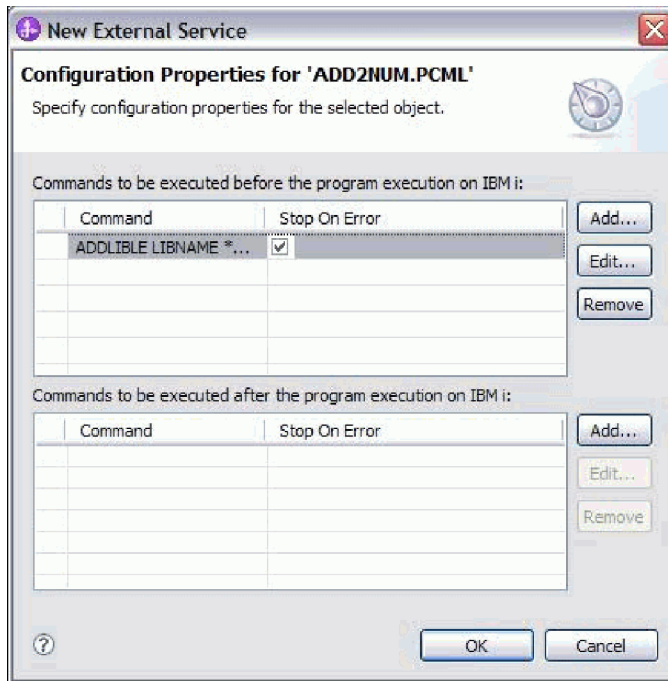 New External Service
Configuration Properties for 'ADD2NUM.PCML'
Specify configuration properties for the selected object.
Commands to be executed before the program execution on IBM i:
Command Stop On Error
ADDLIBLE LIBNAME *...
Add...
Edit...
Remove
Commands to be executed after the program execution on IBM i:
Command Stop On Error
Add...
Edit...
Remove
?
OK Cancel